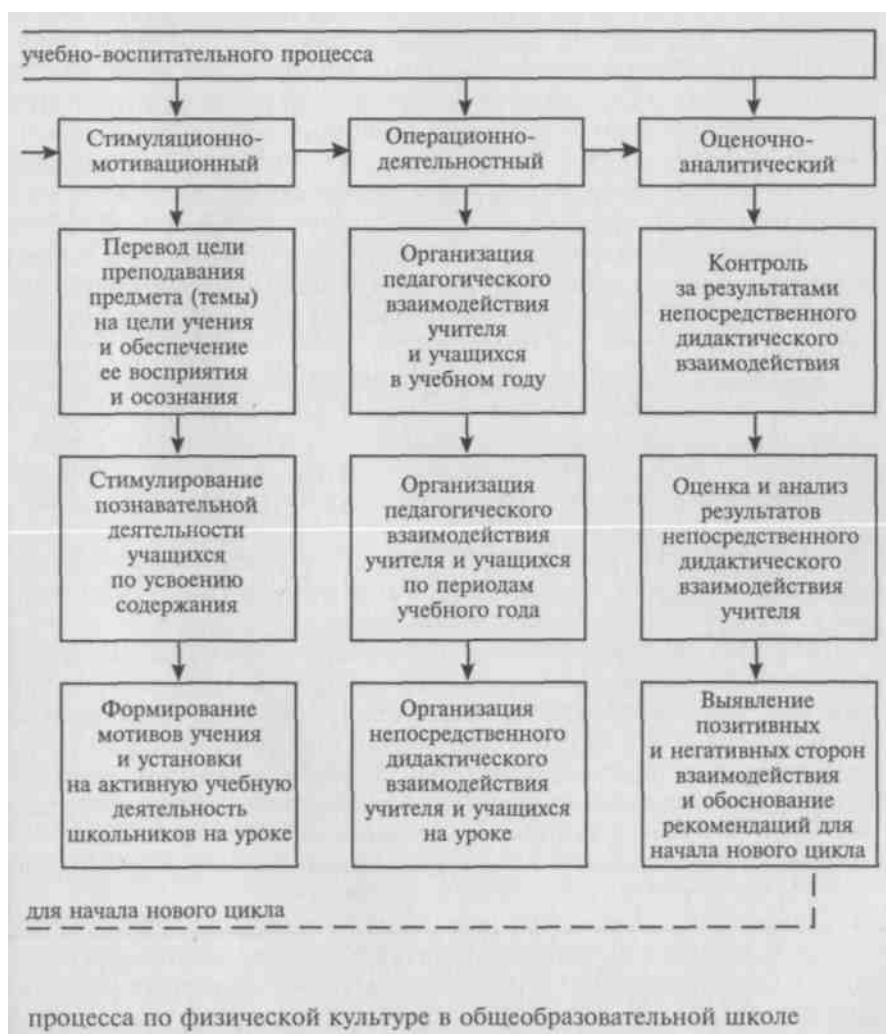 учебно-воспитательного процесса
Стимуляционно-
мотивационный
Операционно-
деятельностный
Оценочно-
аналитический
Перевод цели
преподавания
предмета (темы)
на цели учения
и обеспечение
ее восприятия
и осознания
Организация
педагогического
взаимодействия
учителя
и учащихся
в учебном году
Контроль
за результатами
непосредственного
дидактического
взаимодействия
Стимулирование
познавательной
деятельности
учащихся
по усвоению
содержания
Организация
педагогического
взаимодействия
учителя и учащихся
по периодам
учебного года
Оценка и анализ
результатов
непосредственного
дидактического
взаимодействия
учителя
Формирование
мотивов учения
и установки
на активную учебную
деятельность
школьников на уроке
Организация
непосредственного
дидактического
взаимодействия
учителя и учащихся
на уроке
Выявление
позитивных
и негативных сторон
взаимодействия
и обоснование
рекомендаций для
начала нового цикла
для начала нового цикла
процесса по физической культуре в общеобразовательной школе